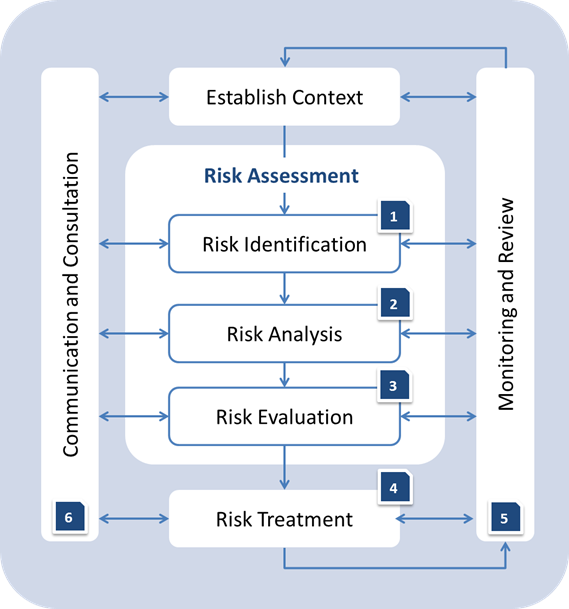 Establish Context
Risk Assessment
1
Risk Identification
2
Risk Analysis
3
Risk Evaluation
4
Risk Treatment
Communication and Consultation
6
Monitoring and Review
5